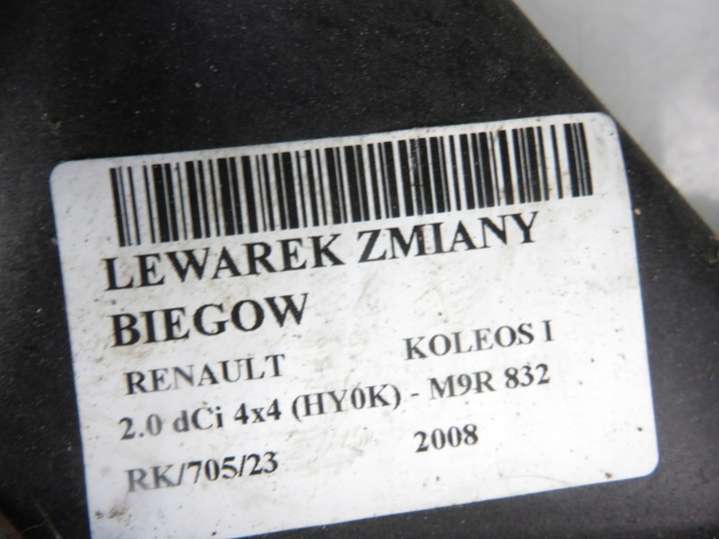 LEWAREK ZMIANY
BIEGOW
RENAULT KOLEOS I
2.0 dCi 4x4 (HY0K) - M9R 832
RK/705/23 2008